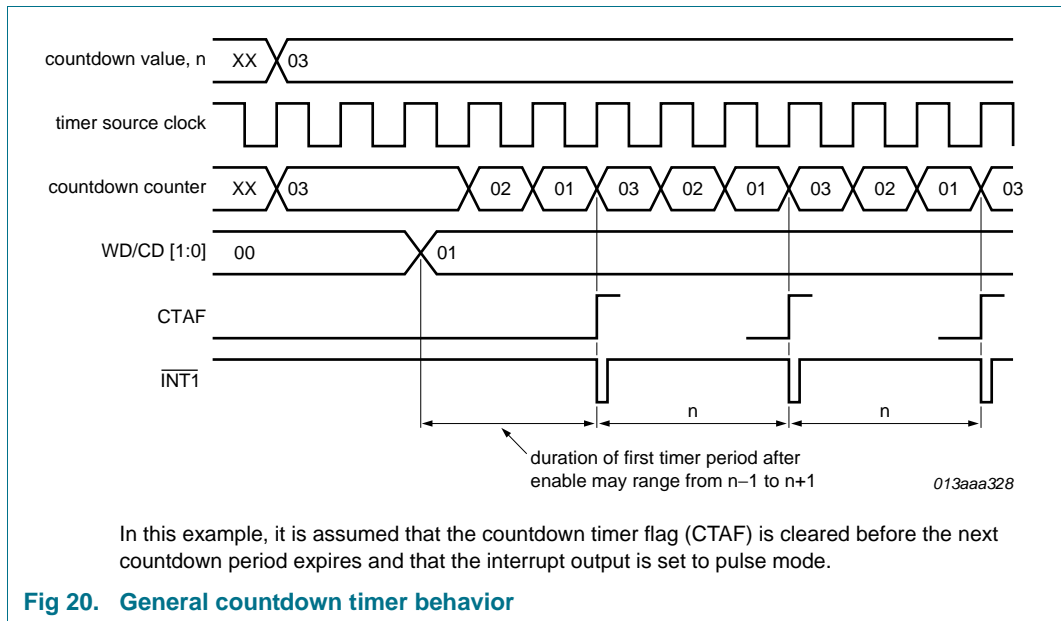 countdown value, n XX 03
timer source clock
countdown counter XX 03 02 01 03 02 01 03 02 01 03
WD/CD [1:0] 00 01
CTAF
INT1
n n
duration of first timer period after
enable may range from n−1 to n+1
013aaa328
In this example, it is assumed that the countdown timer flag (CTAF) is cleared before the next
countdown period expires and that the interrupt output is set to pulse mode.
Fig 20. General countdown timer behavior